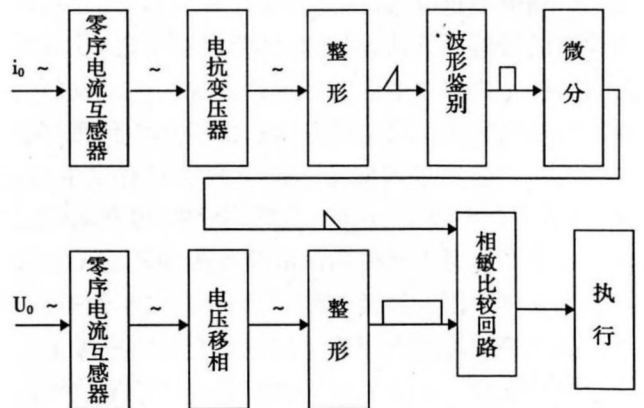 i₀ ~
零序电流互感器
~
电抗变压器
~
整形
波形鉴别
微分
U₀ ~
零序电流互感器
~
电压移相
~
整形
相敏比较回路
执行